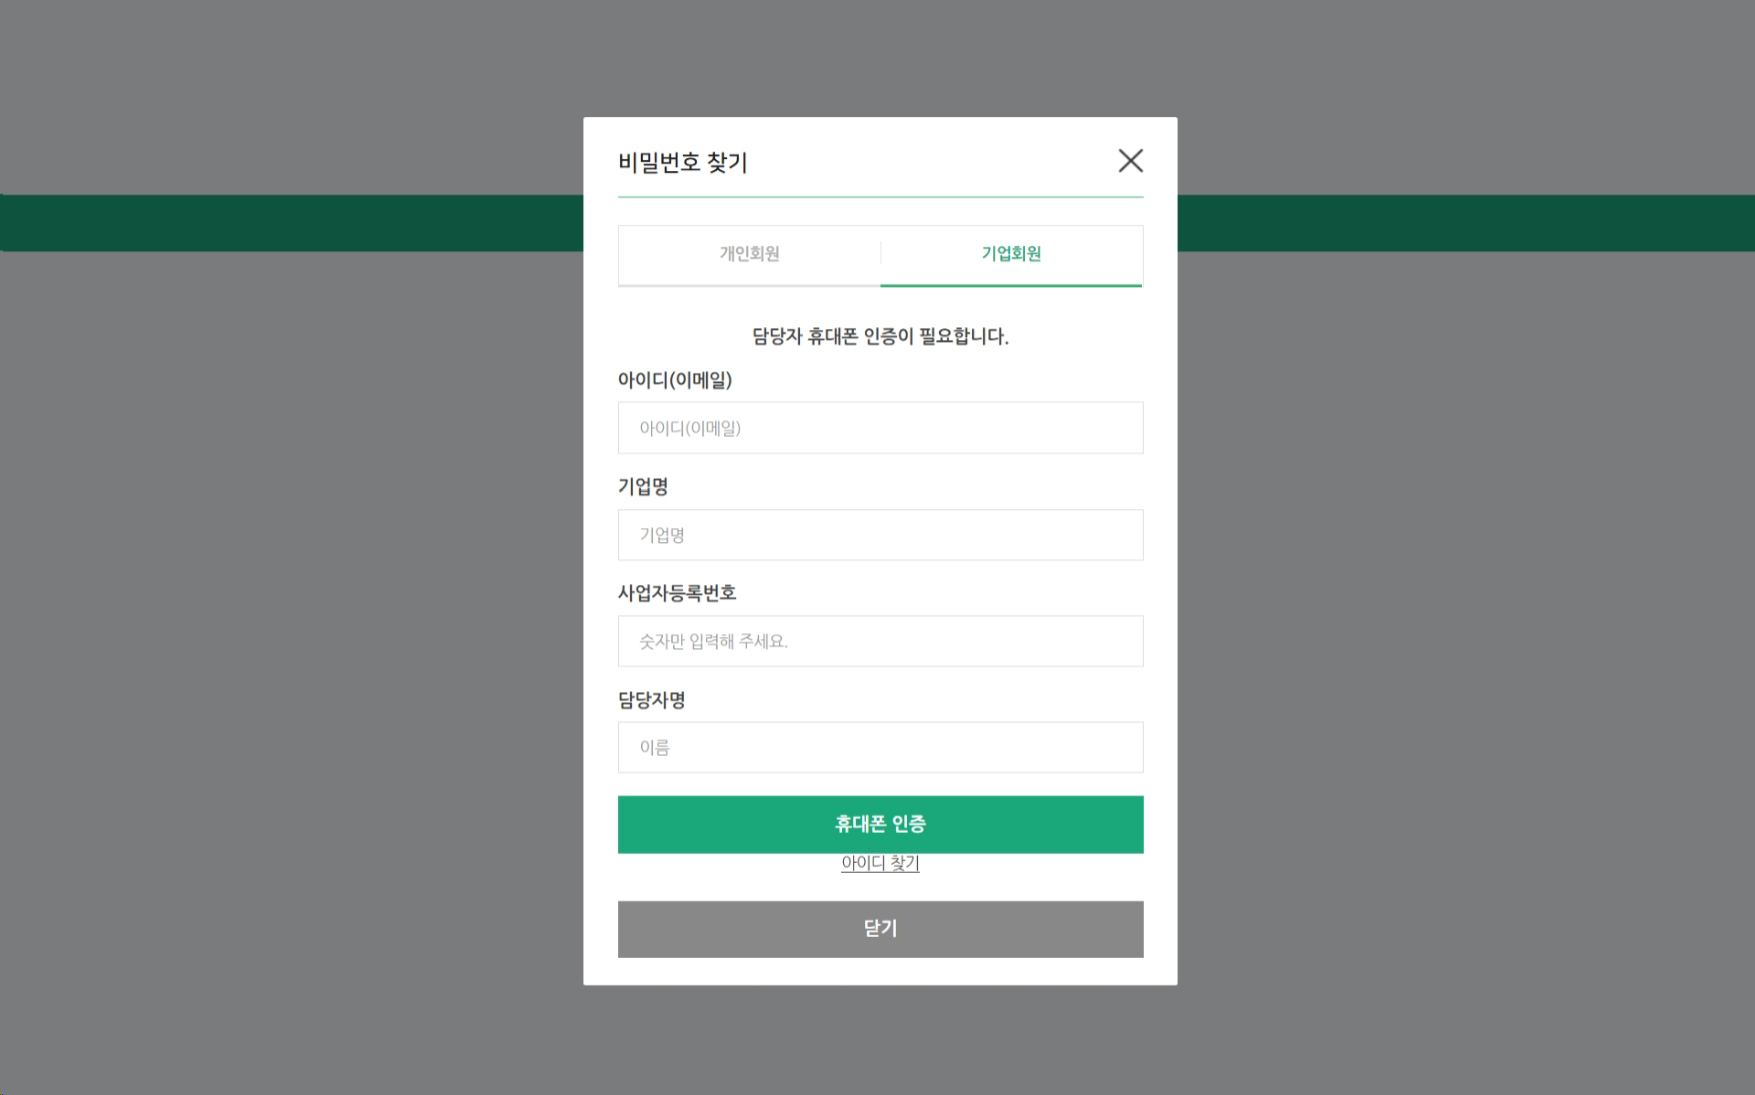 비밀번호 찾기
개인회원
기업회원
담당자 휴대폰 인증이 필요합니다.
아이디(이메일)
아이디(이메일)
기업명
기업명
사업자등록번호
숫자만 입력해 주세요.
담당자명
이름
휴대폰 인증
아이디 찾기
닫기